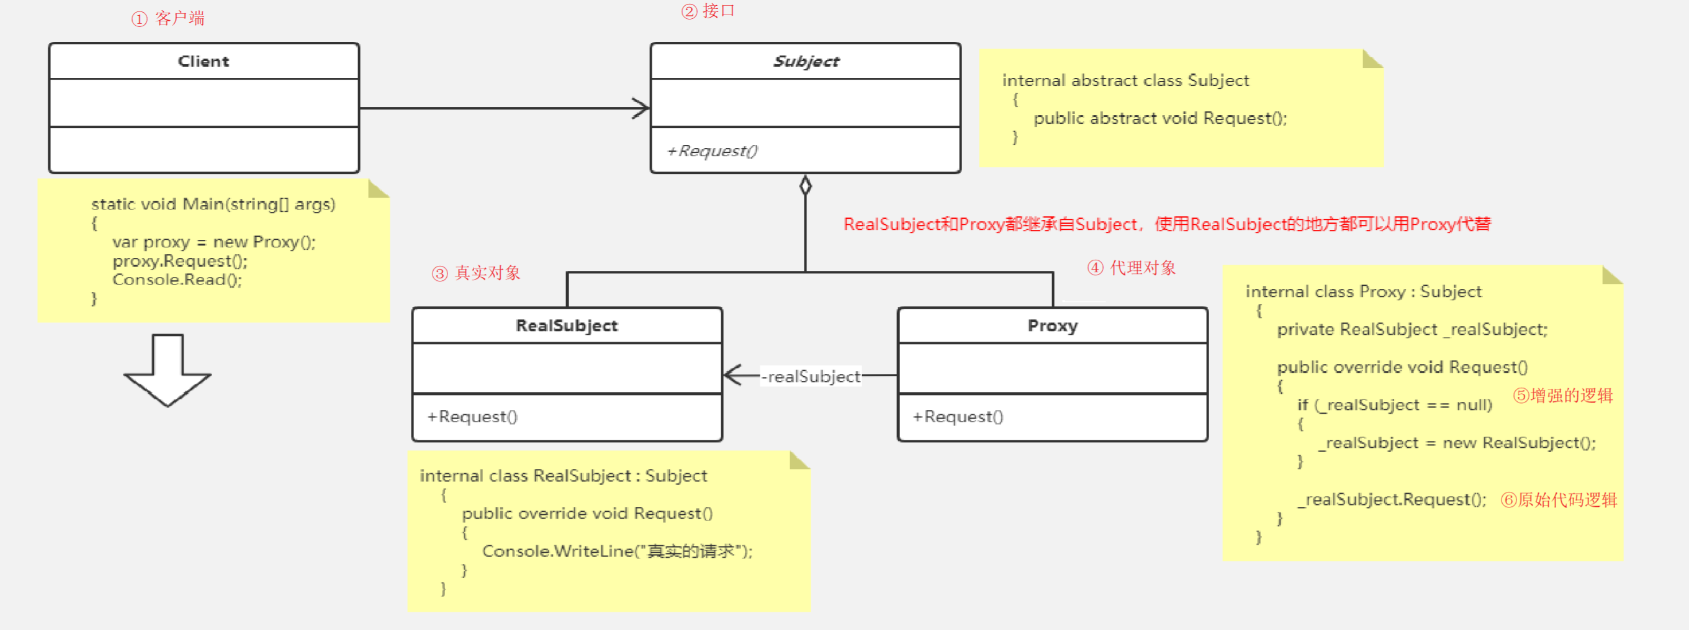 ① 客户端
② 接口
Client
Subject
+Request()
internal abstract class Subject
{
public abstract void Request();
}
static void Main(string[] args)
{
var proxy = new Proxy();
proxy.Request();
Console.Read();
}
RealSubject和Proxy都继承自Subject，使用RealSubject的地方都可以用Proxy代替
③ 真实对象
④ 代理对象
RealSubject
+Request()
-realSubject
Proxy
+Request()
internal class RealSubject : Subject
{
public override void Request()
{
Console.WriteLine("真实的请求");
}
}
internal class Proxy : Subject
{
private RealSubject _realSubject;
public override void Request()
{
if (_realSubject == null) ⑤增强的逻辑
{
_realSubject = new RealSubject();
}
_realSubject.Request(); ⑥原始代码逻辑
}
}